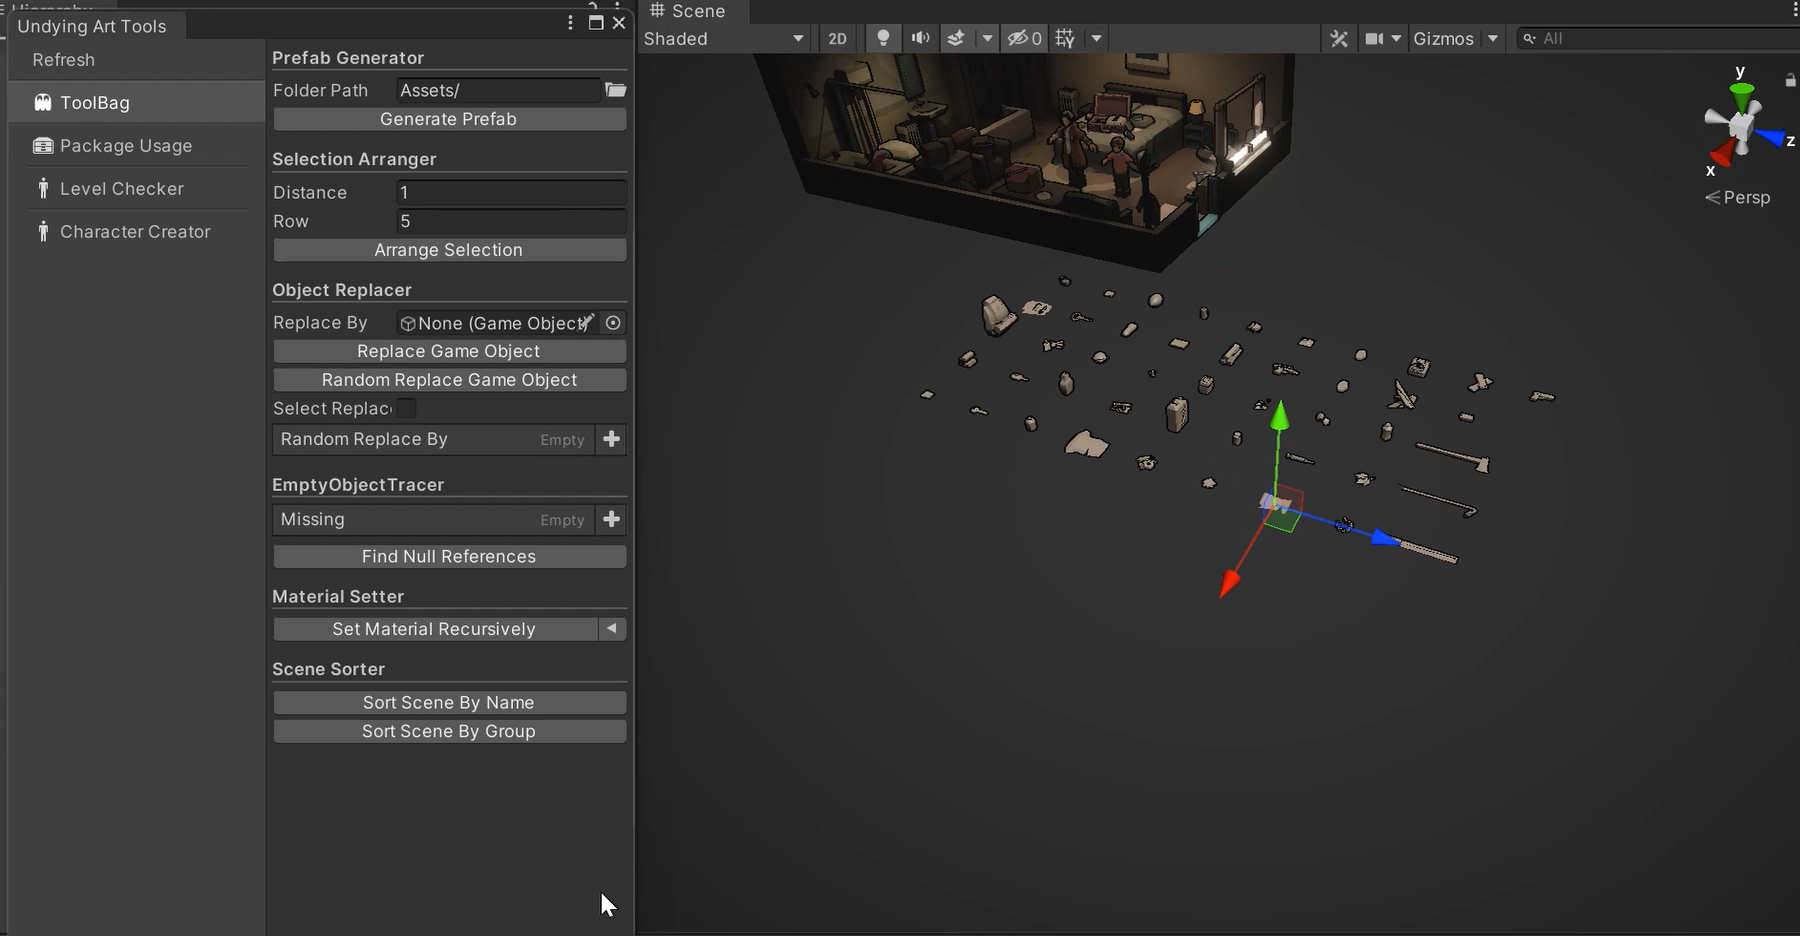 Hierarchy
Undying Art Tools
Refresh
ToolBag
Package Usage
Level Checker
Character Creator
Prefab Generator
Folder Path Assets/
Generate Prefab
Selection Arranger
Distance 1
Row 5
Arrange Selection
Object Replacer
Replace By None (Game Object)
Replace Game Object
Random Replace Game Object
Select Replac
Random Replace By Empty
EmptyObjectTracer
Missing Empty
Find Null References
Material Setter
Set Material Recursively
Scene Sorter
Sort Scene By Name
Sort Scene By Group
Scene
Shaded 2D 0 Gizmos All
y
z
x
Persp